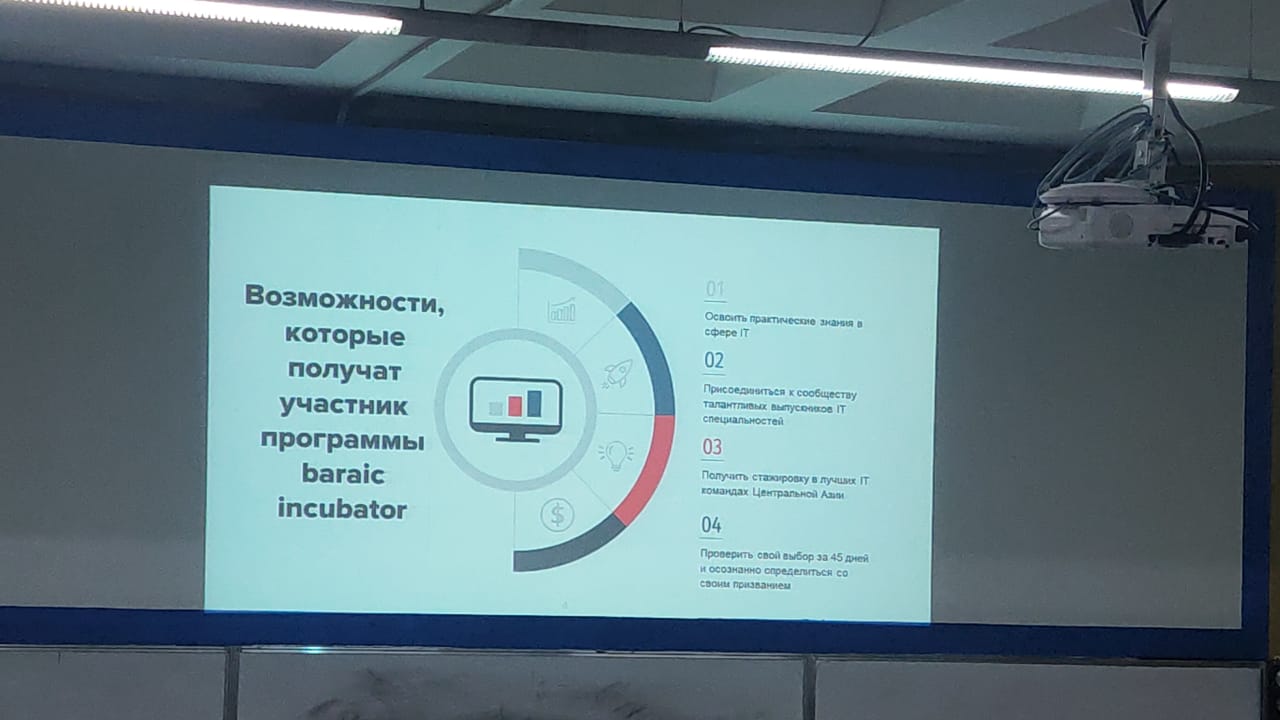 Возможности,
которые
получат
участник
программы
baraic
incubator
01
Освоить практические знания в
сфере IT
02
Присоединиться к сообществу
талантливых выпускников IT
специальностей
03
Получить стажировку в лучших IT
командах Центральной Азии
04
Проверить свой выбор за 45 дней
и осознанно определиться со
своим призванием
$
4